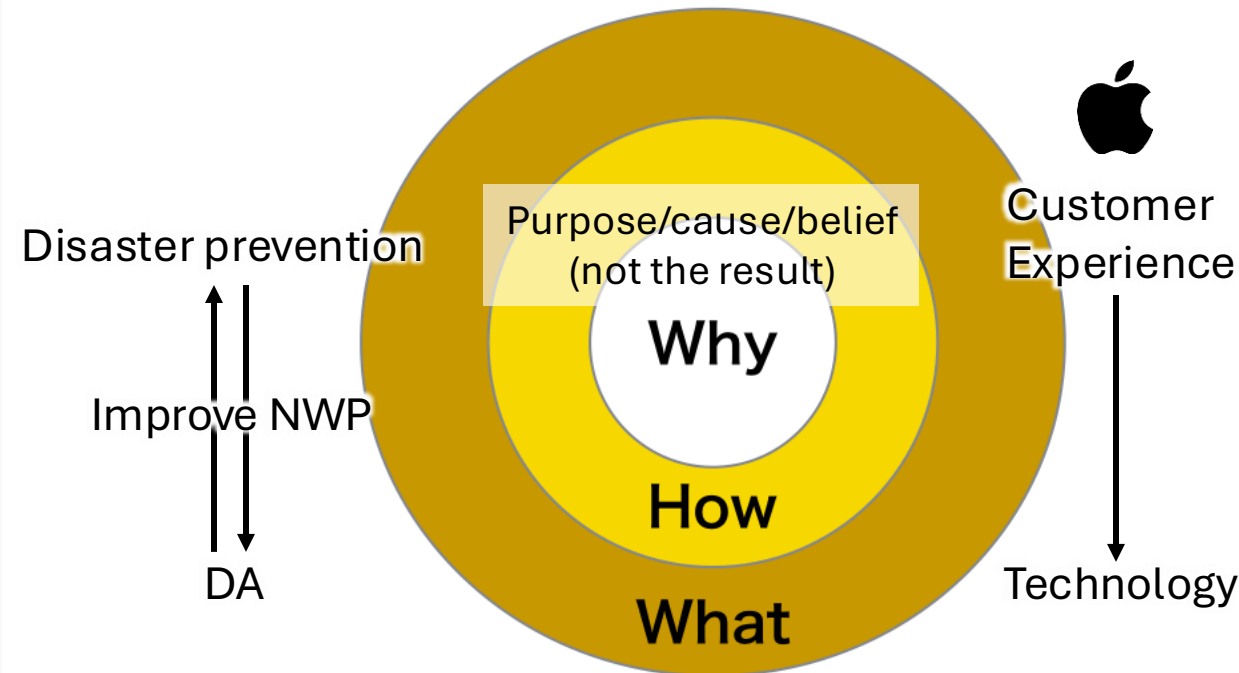 Disaster prevention
Improve NWP
DA
Purpose/cause/belief
(not the result)
Why
How
What
Customer
Experience
Technology